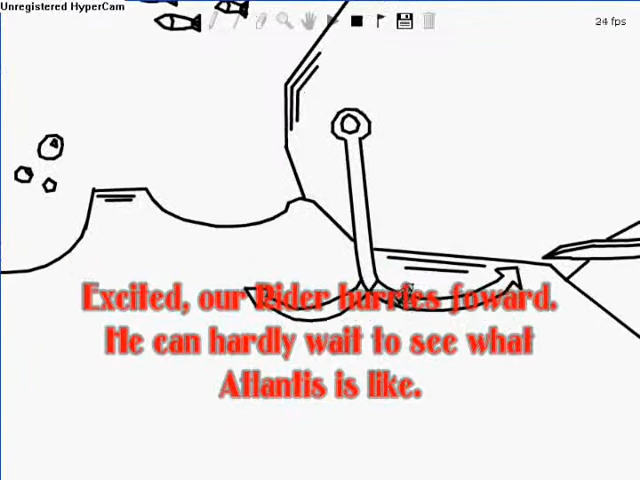 Unregistered HyperCam
24 fps
Excited, our Rider hurries foward.
He can hardly wait to see what
Atlantis is like.